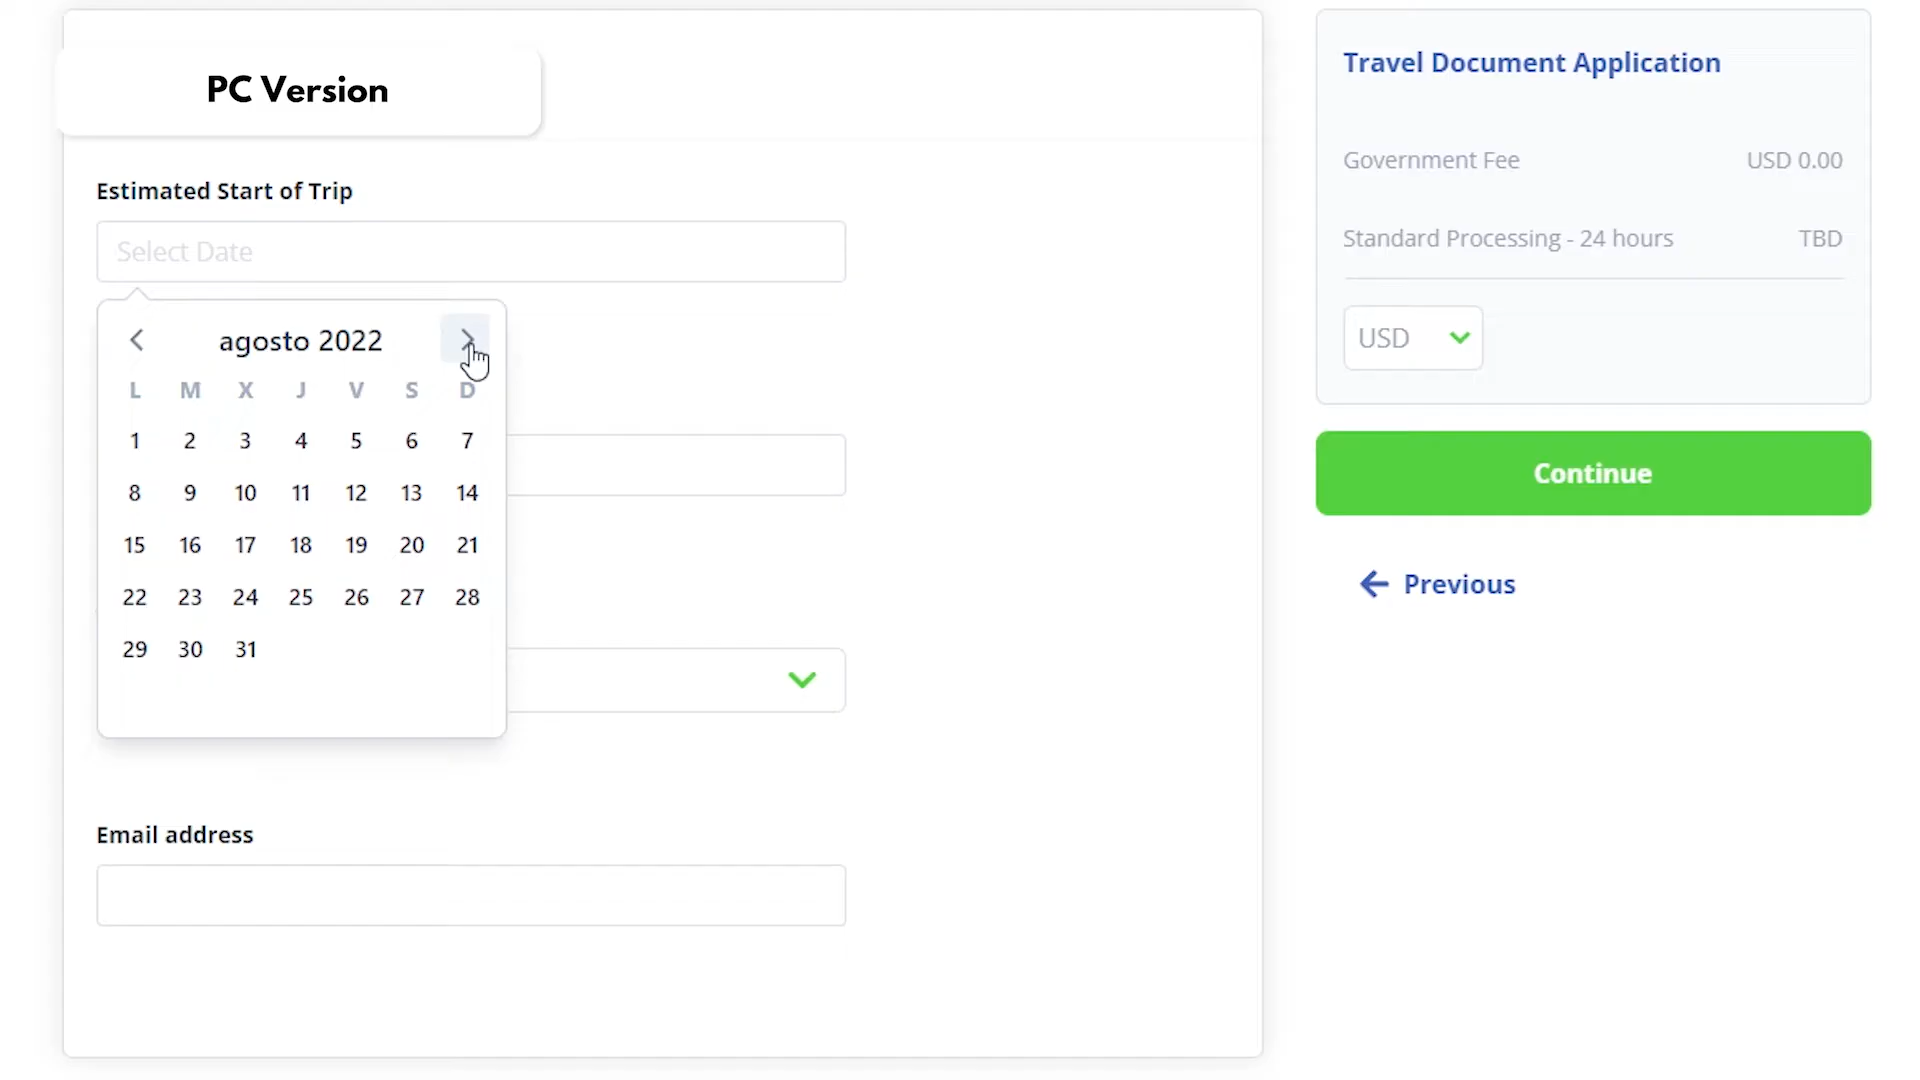 PC Version
Estimated Start of Trip
Select Date
agosto 2022
L M X J V S D
1 2 3 4 5 6 7
8 9 10 11 12 13 14
15 16 17 18 19 20 21
22 23 24 25 26 27 28
29 30 31
Email address
Travel Document Application
Government Fee USD 0.00
Standard Processing - 24 hours TBD
USD
Continue
Previous